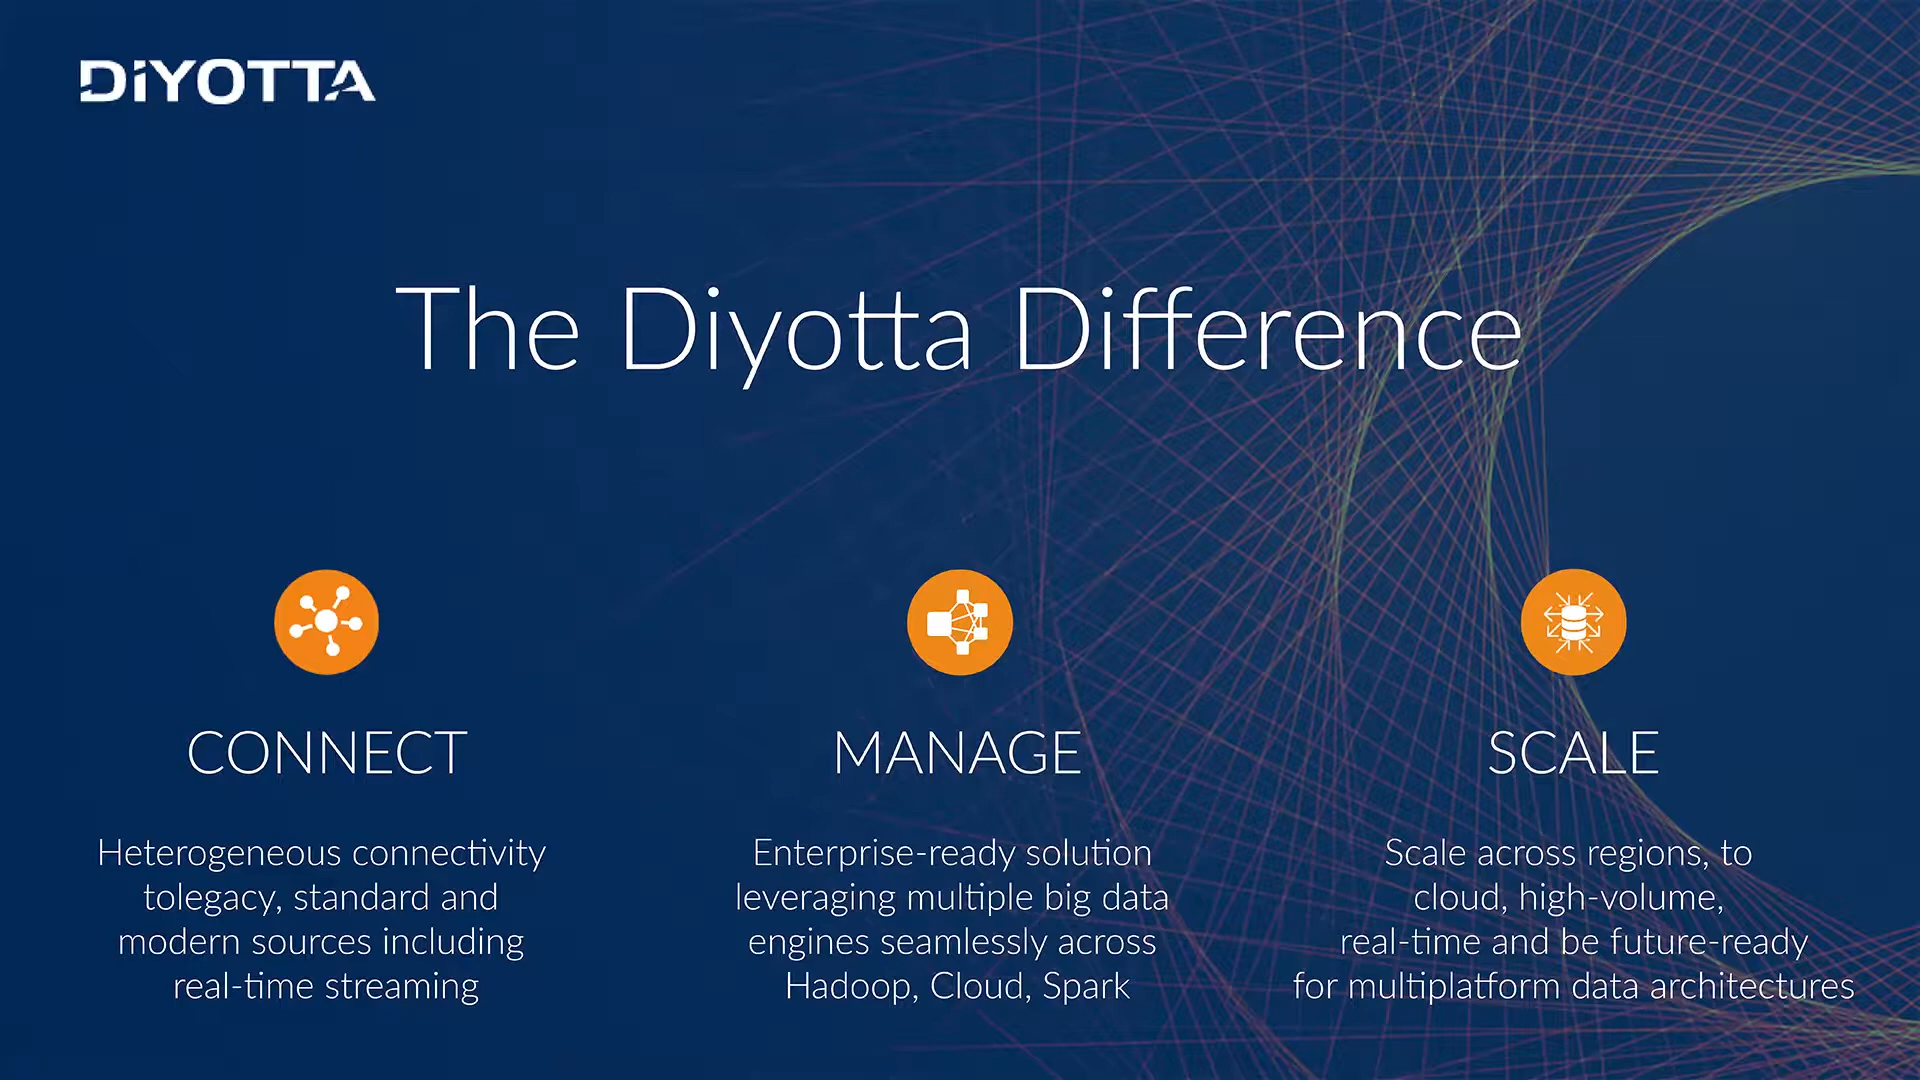 DiYOTTA
The Diyotta Difference
CONNECT
Heterogeneous connectivity
tolegacy, standard and
modern sources including
real-time streaming
MANAGE
Enterprise-ready solution
leveraging multiple big data
engines seamlessly across
Hadoop, Cloud, Spark
SCALE
Scale across regions, to
cloud, high-volume,
real-time and be future-ready
for multiplatform data architectures